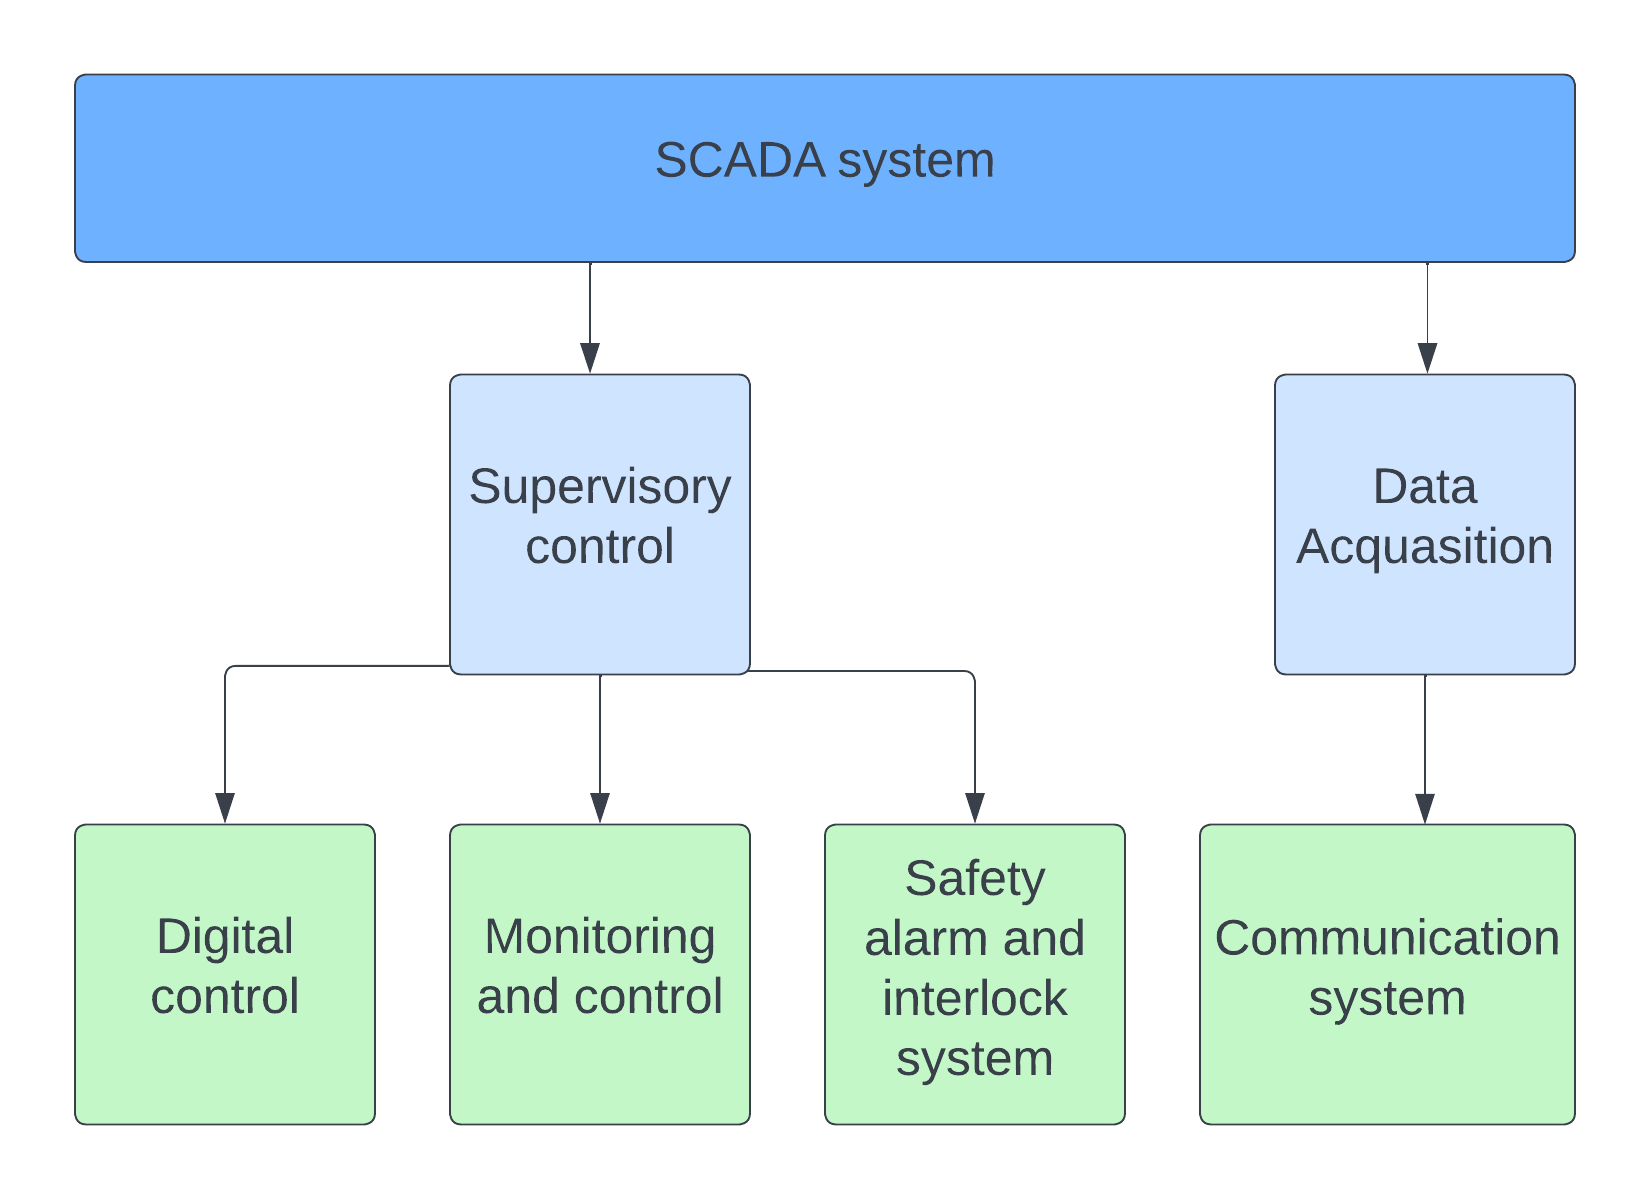 SCADA system
Supervisory
control
Data
Acquasition
Digital
control
Monitoring
and control
Safety
alarm and
interlock
system
Communication
system